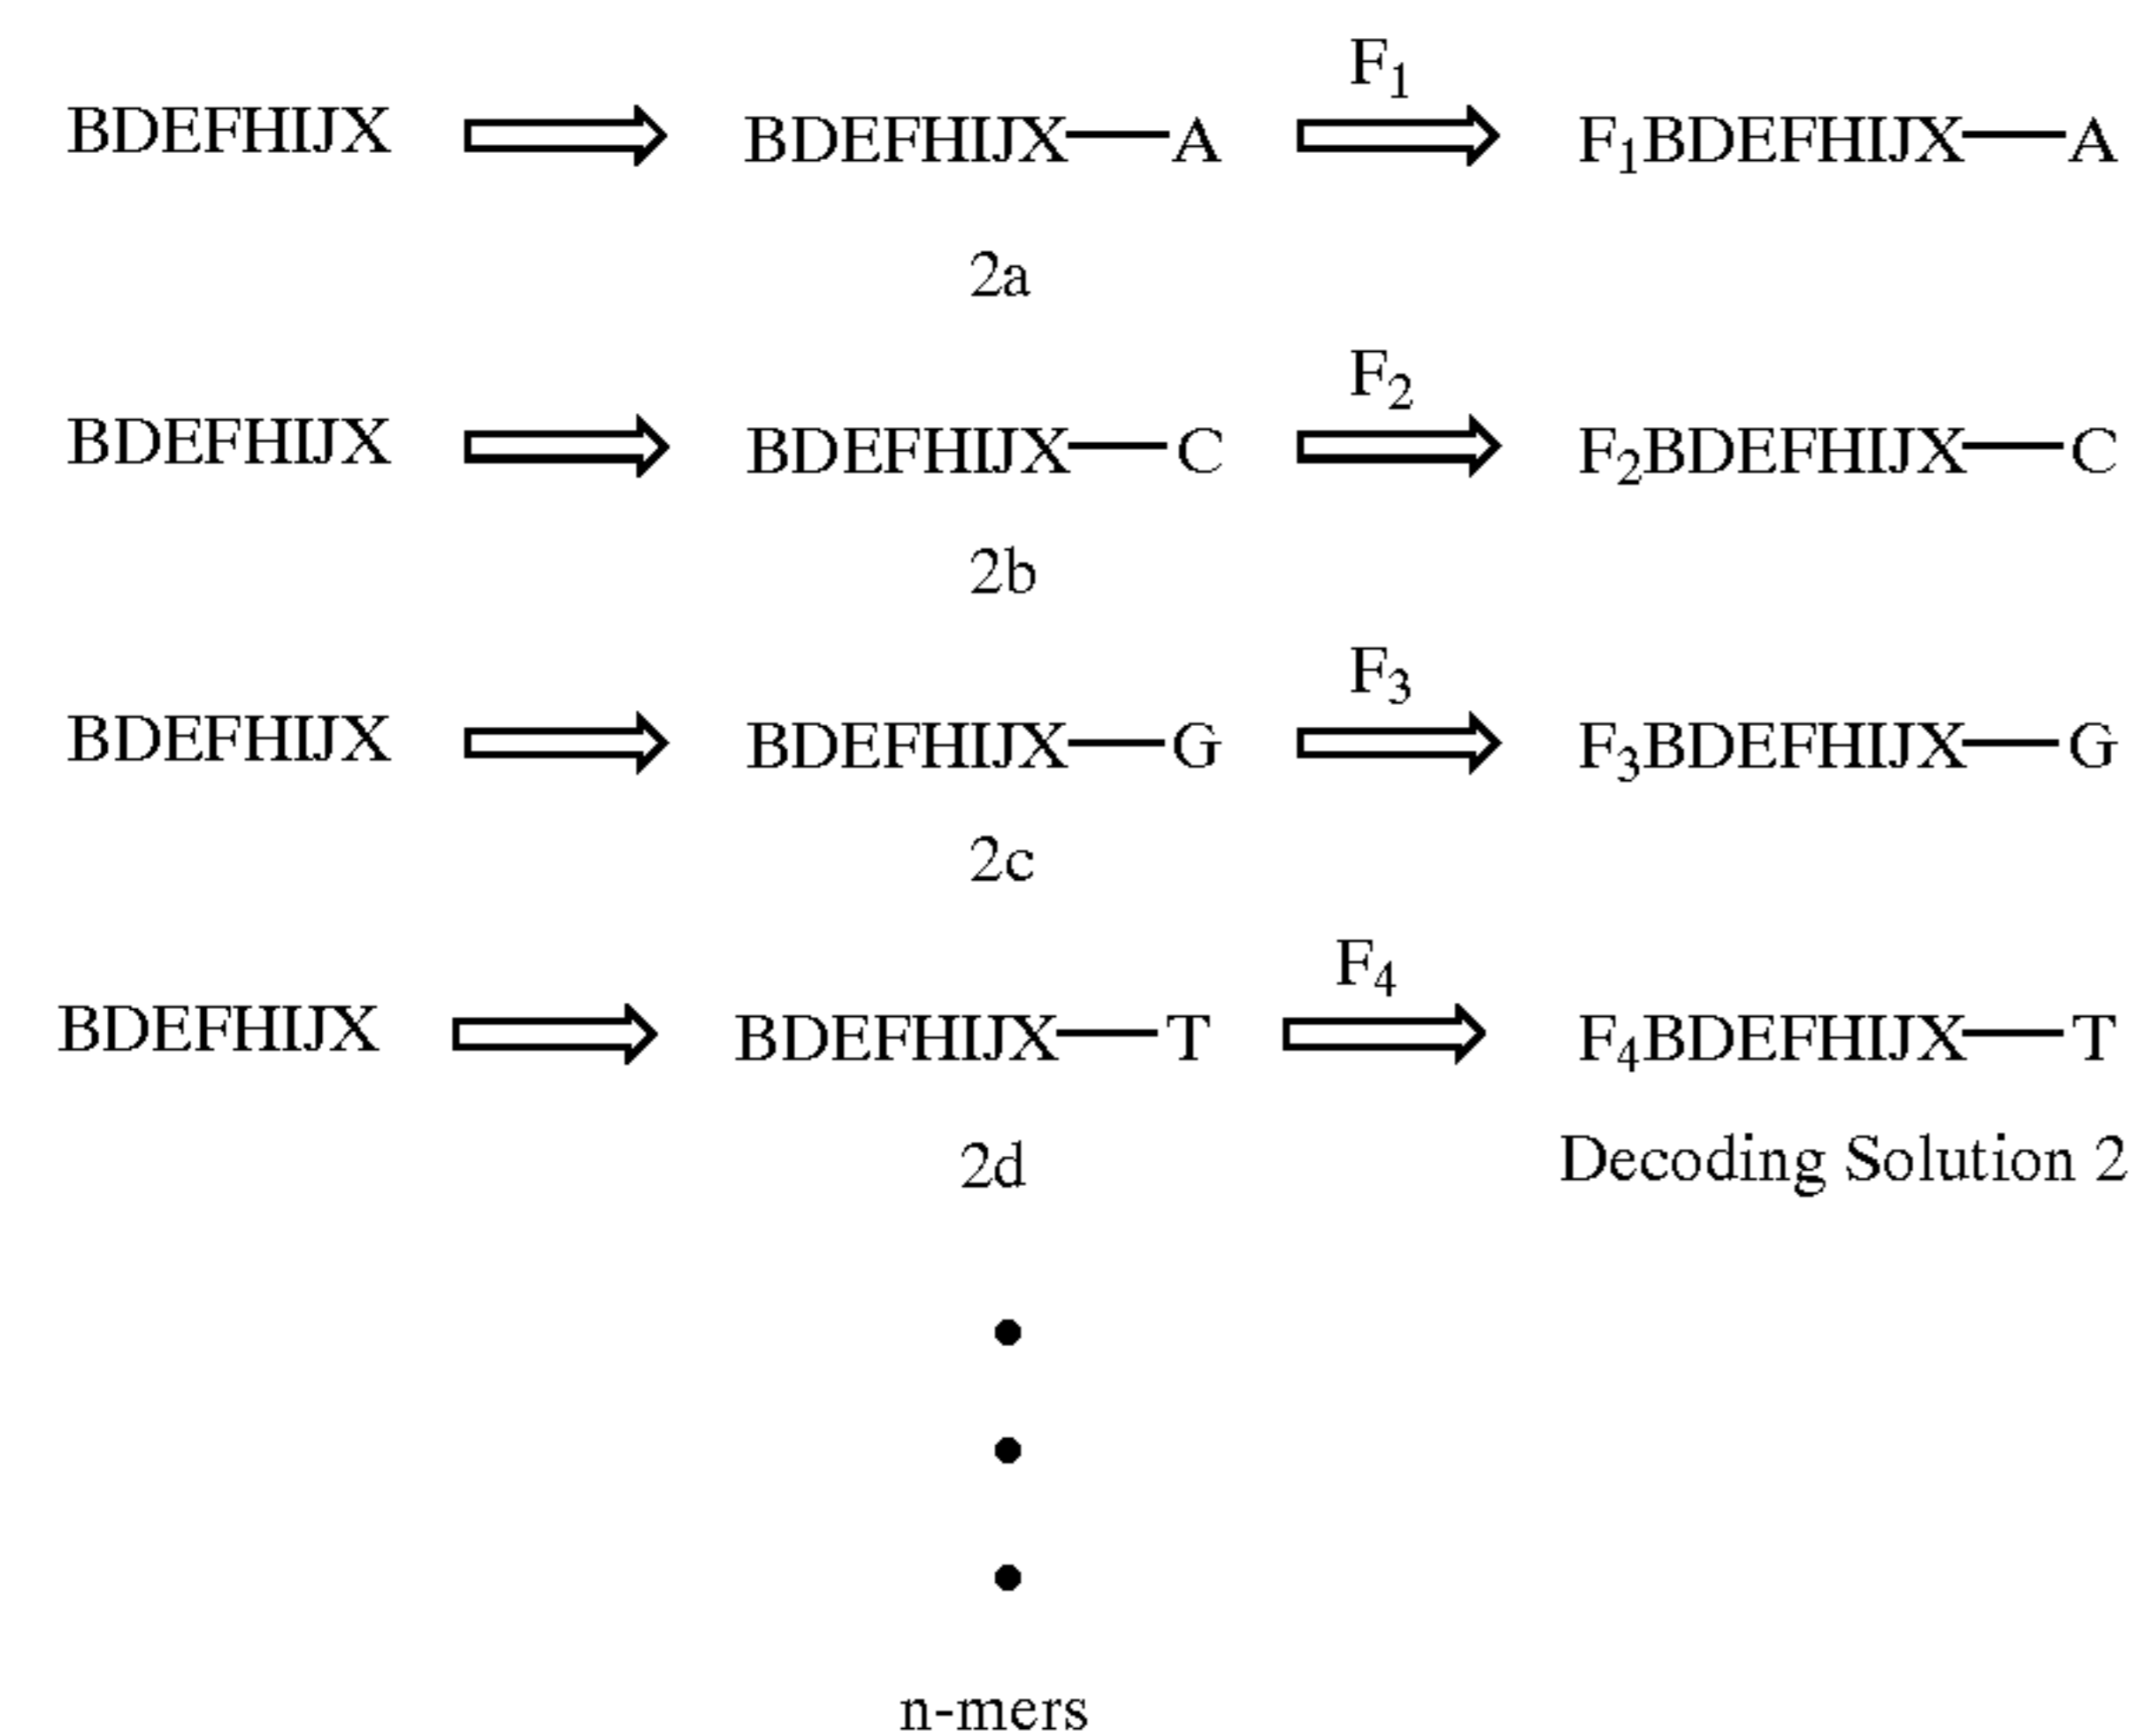 F₁
BDEFHIJX ⇒ BDEFHIJX—A ⇒ F₁BDEFHIJX—A
2a
F₂
BDEFHIJX ⇒ BDEFHIJX—C ⇒ F₂BDEFHIJX—C
2b
F₃
BDEFHIJX ⇒ BDEFHIJX—G ⇒ F₃BDEFHIJX—G
2c
F₄
BDEFHIJX ⇒ BDEFHIJX—T ⇒ F₄BDEFHIJX—T
2d Decoding Solution 2
n-mers